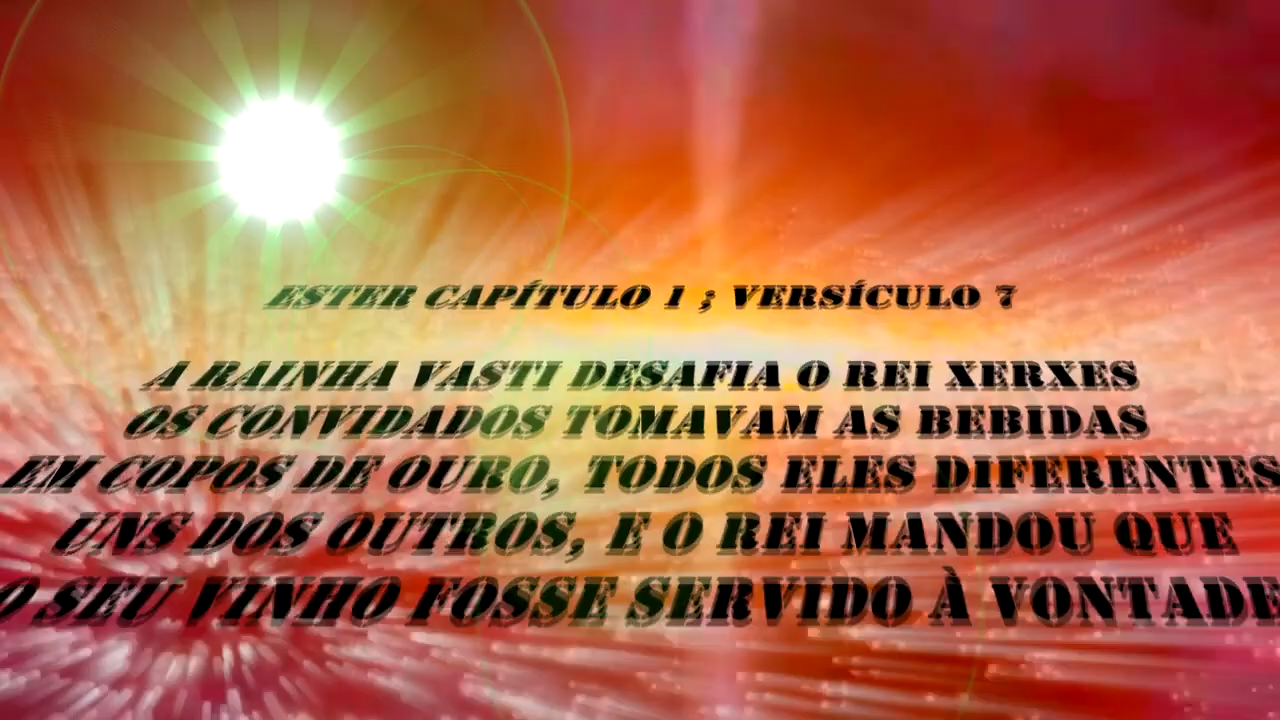 ESTER CAPÍTULO 1 ; VERSÍCULO 7
A RAINHA VASTI DESAFIA O REI XERXES
OS CONVIDADOS TOMAVAM AS BEBIDAS
EM COPOS DE OURO, TODOS ELES DIFERENTES
UNS DOS OUTROS, E O REI MANDOU QUE
O SEU VINHO FOSSE SERVIDO À VONTADE